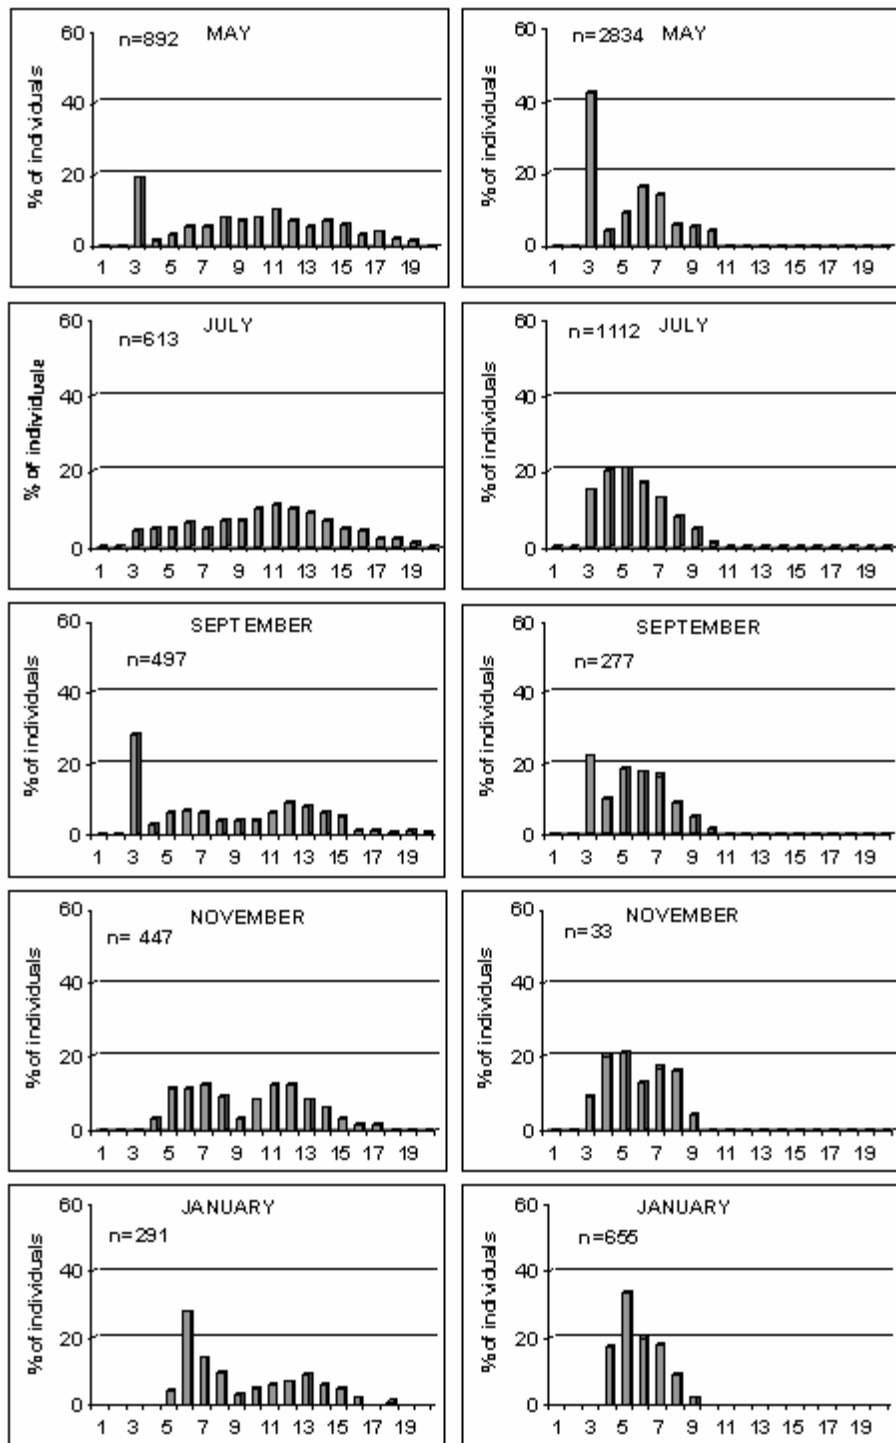 60 n=892 MAY
40
20
0
% of individuals
1 3 5 7 9 11 13 15 17 19
60 n=2834 MAY
40
20
0
% of individuals
1 3 5 7 9 11 13 15 17 19
60 JULY
n=613
40
20
0
% of individuals
1 3 5 7 9 11 13 15 17 19
60 n=1112 JULY
40
20
0
% of individuals
1 3 5 7 9 11 13 15 17 19
60 SEPTEMBER
n=497
40
20
0
% of individuals
1 3 5 7 9 11 13 15 17 19
60 SEPTEMBER
n=277
40
20
0
% of individuals
1 3 5 7 9 11 13 15 17 19
60 NOVEMBER
n= 447
40
20
0
% of individuals
1 3 5 7 9 11 13 15 17 19
60 NOVEMBER
n=33
40
20
0
% of individuals
1 3 5 7 9 11 13 15 17 19
60 JANUARY
n=291
40
20
0
% of individuals
1 3 5 7 9 11 13 15 17 19
60 JANUARY
n=655
40
20
0
% of individuals
1 3 5 7 9 11 13 15 17 19